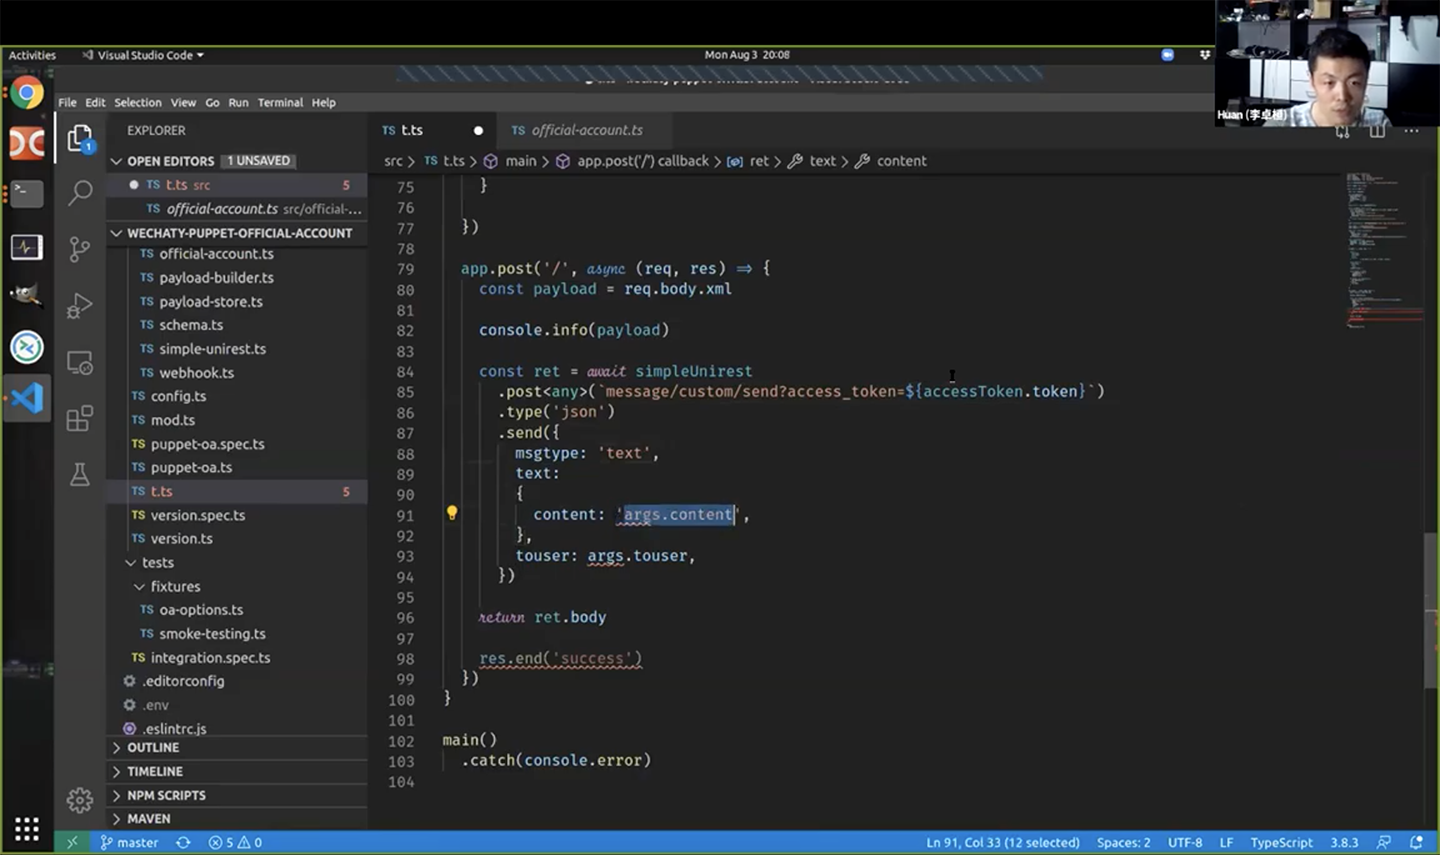 Activities
Visual Studio Code
Mon Aug 3 20:08
Huan (李卓桓)
File Edit Selection View Go Run Terminal Help
EXPLORER
OPEN EDITORS 1 UNSAVED
TS t.ts src 5
TS official-account.ts src/official-...
WECHATY-PUPPET-OFFICIAL-ACCOUNT
TS official-account.ts
TS payload-builder.ts
TS payload-store.ts
TS schema.ts
TS simple-unirest.ts
TS webhook.ts
TS config.ts
TS mod.ts
TS puppet-oa.spec.ts
TS puppet-oa.ts
TS t.ts 5
TS version.spec.ts
TS version.ts
tests
fixtures
TS oa-options.ts
TS smoke-testing.ts
TS integration.spec.ts
.editorconfig
.env
.eslintrc.js
OUTLINE
TIMELINE
NPM SCRIPTS
MAVEN
1
TS t.ts
TS official-account.ts
src > TS t.ts > main > app.post('/') callback > ret > text > content
75 }
76
77 })
78
79 app.post('/', async (req, res) => {
80 const payload = req.body.xml
81
82 console.info(payload)
83
84 const ret = await simpleUnirest
85 .post<any>(`message/custom/send?access_token=${accessToken.token}`)
86 .type('json')
87 .send({
88 msgtype: 'text',
89 text:
90 {
91 content: 'args.content',
92 },
93 touser: args.touser,
94 })
95
96 return ret.body
97
98 res.end('success')
99 })
100 }
101
102 main()
103 .catch(console.error)
104
master 5 0
Ln 91, Col 33 (12 selected) Spaces: 2 UTF-8 LF TypeScript 3.8.3